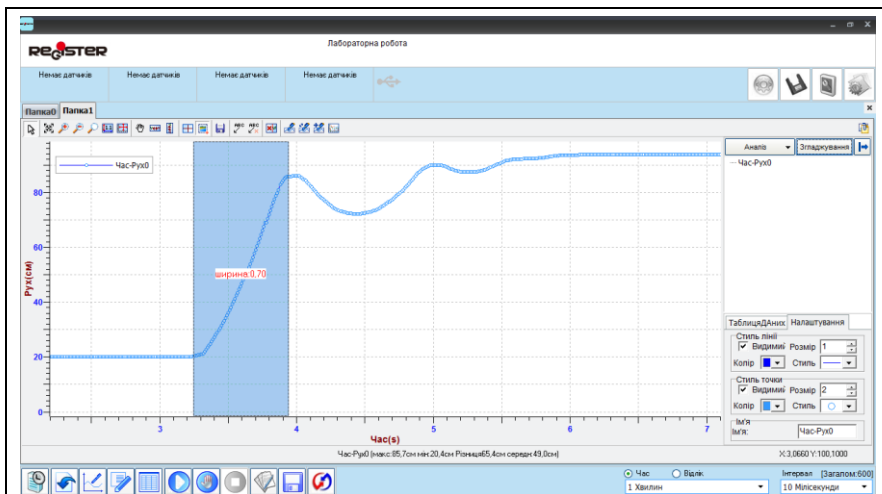 REGISTER
Лабораторна робота
Немає датчиків Немає датчиків Немає датчиків Немає датчиків
Папка0 Папка1
Аналіз Згладжування
Час-Рух0
Час-Рух0
80
60
40
20
0
ширина:0,70
Рух(см)
3 4 5 6 7
Час(s)
ТаблицяДАних Налаштування
Стиль лінії
Видимиі Розмір 1
Колір Стиль
Стиль точки
Видимиі Розмір 2
Колір Стиль
Ім'я
Ім'я: Час-Рух0
Час-Рух0 [макс:85,7см мін:20,4см Різниця65,4см середн:49,0см]
X:3,0660 Y:100,1000
Час Відлік
Інтервал [Загалом:600]
1 Хвилин
10 Мілісекунди